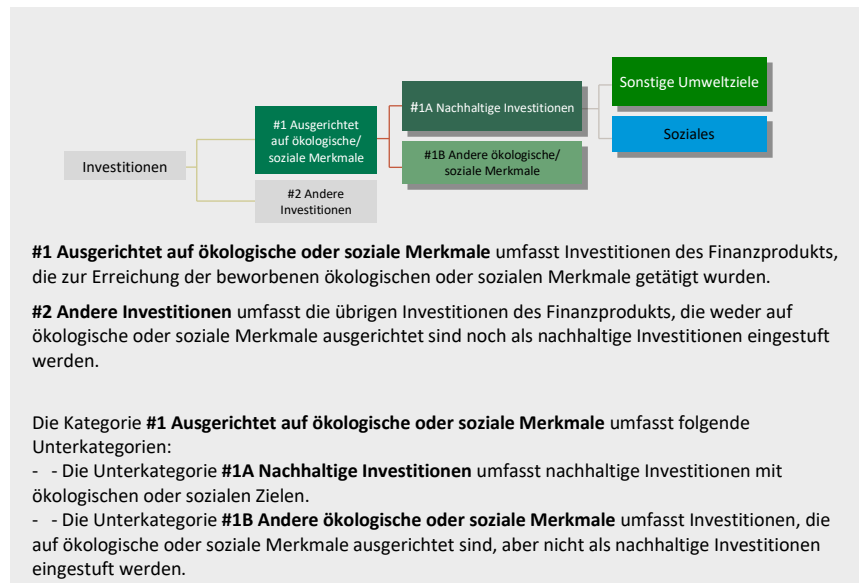 Investitionen
#1 Ausgerichtet
auf ökologische/
soziale Merkmale
#2 Andere
Investitionen
#1A Nachhaltige Investitionen
#1B Andere ökologische/
soziale Merkmale
Sonstige Umweltziele
Soziales
#1 Ausgerichtet auf ökologische oder soziale Merkmale umfasst Investitionen des Finanzprodukts,
die zur Erreichung der beworbenen ökologischen oder sozialen Merkmale getätigt wurden.
#2 Andere Investitionen umfasst die übrigen Investitionen des Finanzprodukts, die weder auf
ökologische oder soziale Merkmale ausgerichtet sind noch als nachhaltige Investitionen eingestuft
werden.
Die Kategorie #1 Ausgerichtet auf ökologische oder soziale Merkmale umfasst folgende
Unterkategorien:
- - Die Unterkategorie #1A Nachhaltige Investitionen umfasst nachhaltige Investitionen mit
ökologischen oder sozialen Zielen.
- - Die Unterkategorie #1B Andere ökologische oder soziale Merkmale umfasst Investitionen, die
auf ökologische oder soziale Merkmale ausgerichtet sind, aber nicht als nachhaltige Investitionen
eingestuft werden.